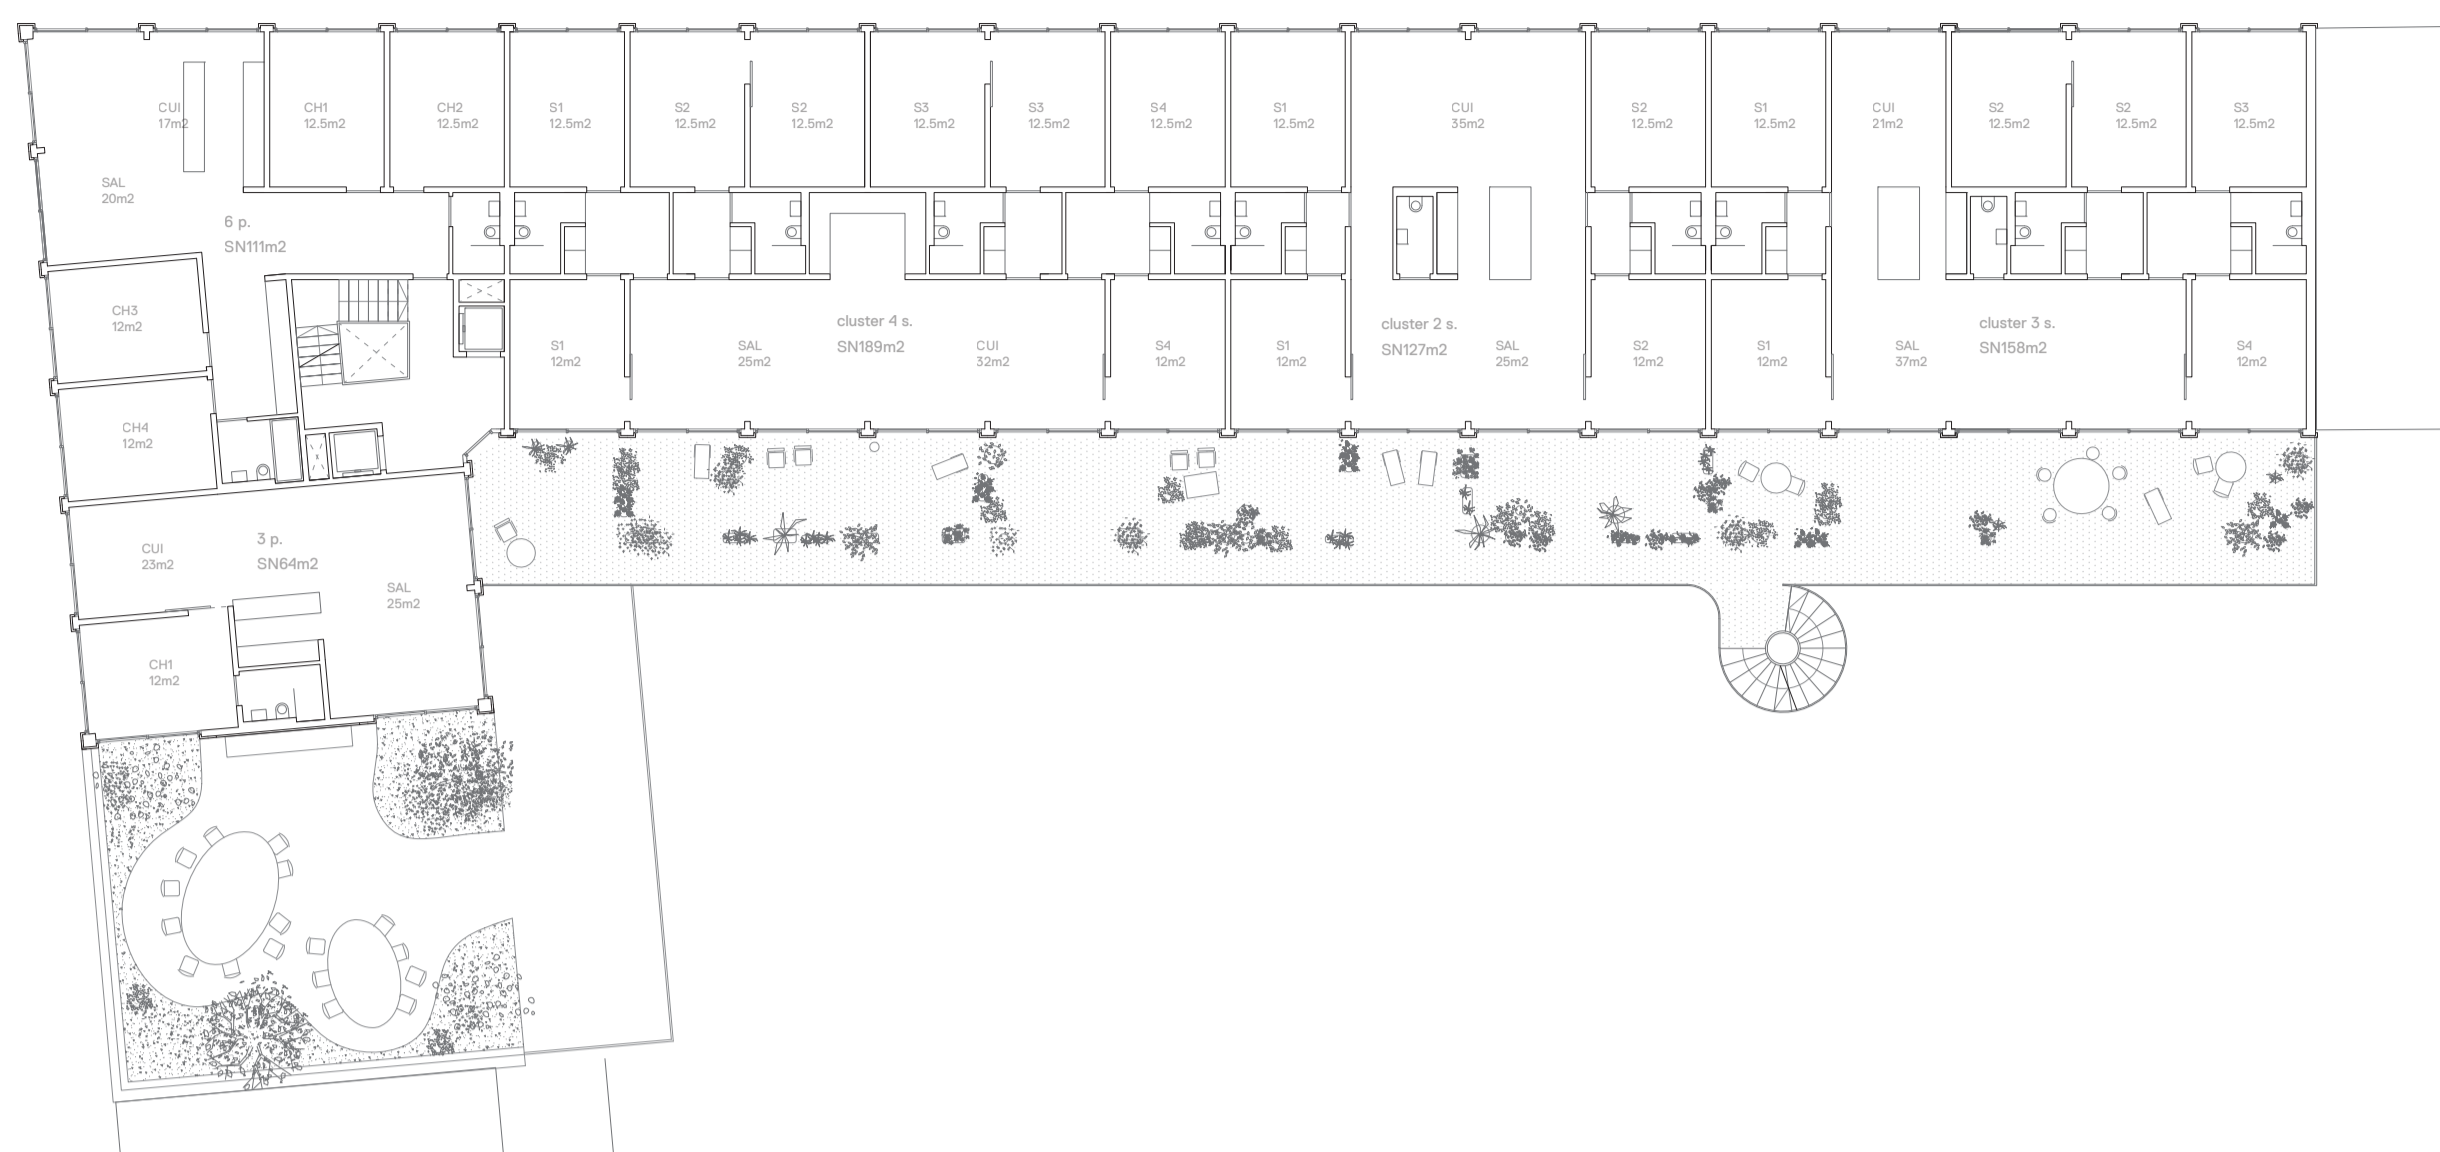 CUI
17m2
CH1
12.5m2
CH2
12.5m2
S1
12.5m2
S2
12.5m2
S2
12.5m2
S3
12.5m2
S3
12.5m2
S4
12.5m2
S1
12.5m2
CUI
35m2
S2
12.5m2
S1
12.5m2
CUI
21m2
S2
12.5m2
S2
12.5m2
S3
12.5m2
SAL
20m2
6 p.
SN111m2
CH3
12m2
S1
12m2
SAL
25m2
cluster 4 s.
SN189m2
CUI
32m2
S4
12m2
S1
12m2
cluster 2 s.
SN127m2
SAL
25m2
S2
12m2
S1
12m2
SAL
37m2
cluster 3 s.
SN158m2
S4
12m2
CH4
12m2
CUI
23m2
3 p.
SN64m2
SAL
25m2
CH1
12m2